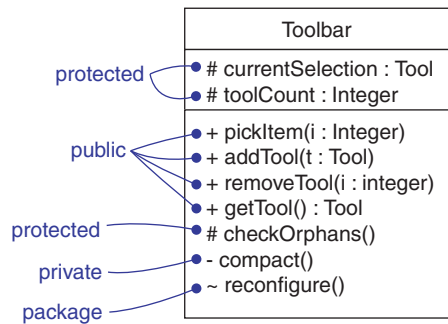 Toolbar
protected
# currentSelection : Tool
# toolCount : Integer
public
+ pickItem(i : Integer)
+ addTool(t : Tool)
+ removeTool(i : integer)
+ getTool() : Tool
protected
# checkOrphans()
private
- compact()
package
~ reconfigure()